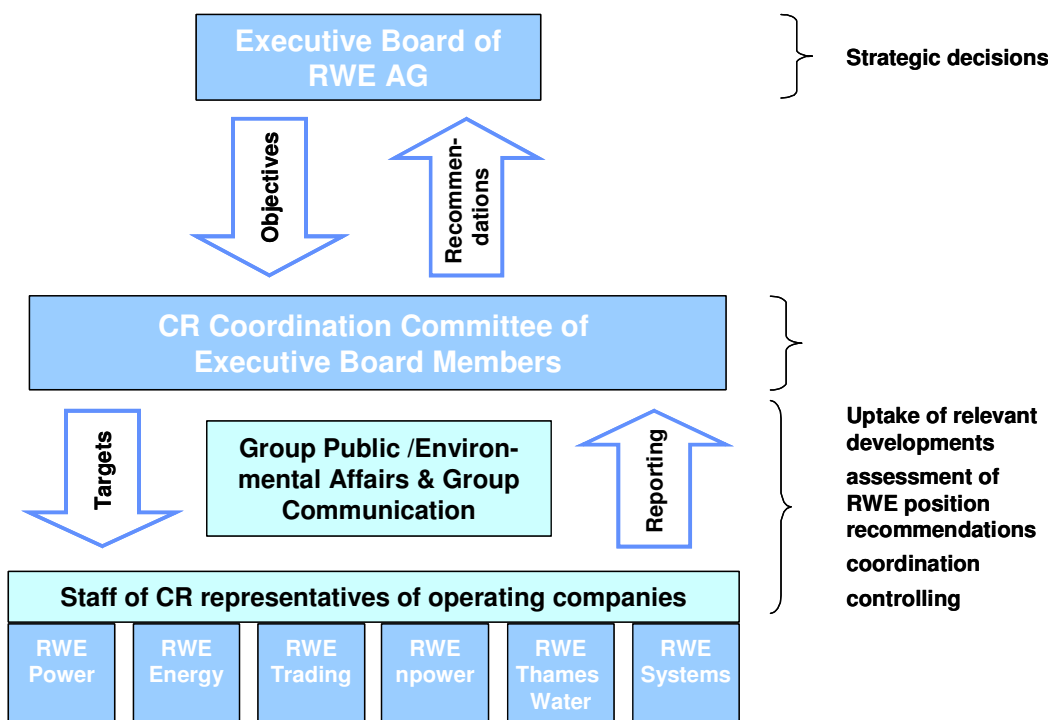 Executive Board of
RWE AG
Strategic decisions
Objectives
Recommen-
dations
CR Coordination Committee of
Executive Board Members
Targets
Group Public /Environ-
mental Affairs & Group
Communication
Reporting
Uptake of relevant
developments
assessment of
RWE position
recommendations
coordination
controlling
Staff of CR representatives of operating companies
RWE
Power
RWE
Energy
RWE
Trading
RWE
npower
RWE
Thames
Water
RWE
Systems